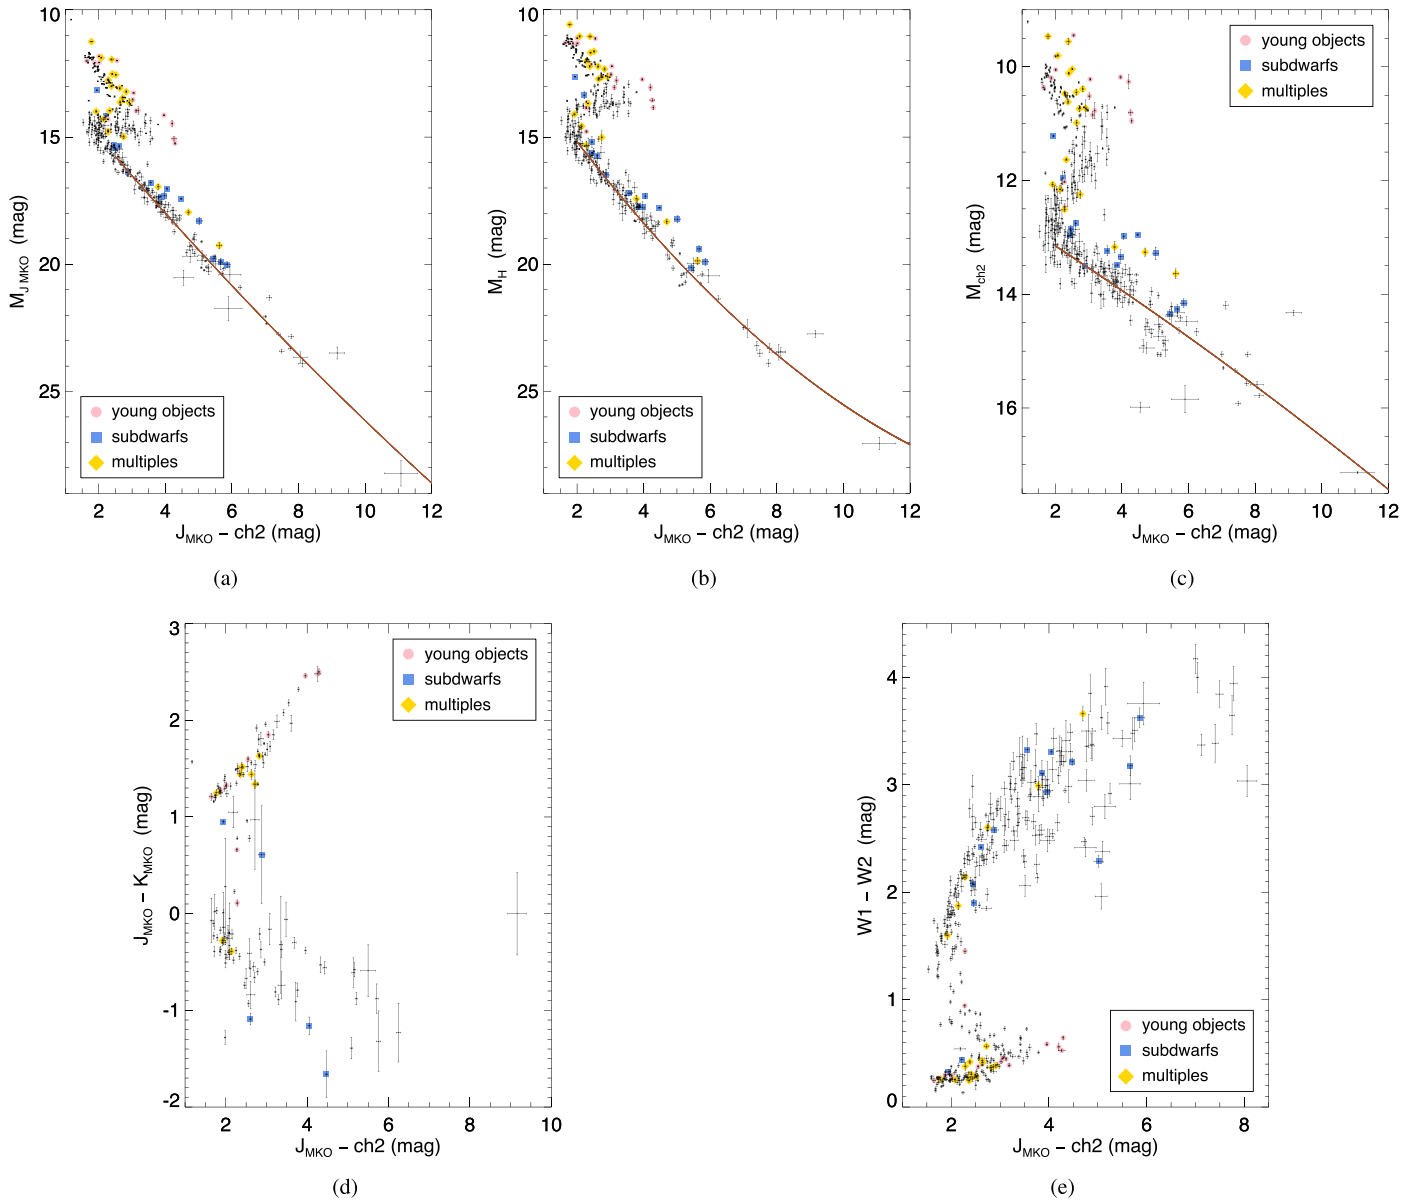 10
15
20
25
M_J MKO (mag)
young objects
subdwarfs
multiples
2 4 6 8 10 12
J_MKO − ch2 (mag)
(a)
10
15
20
25
M_H (mag)
young objects
subdwarfs
multiples
2 4 6 8 10 12
J_MKO − ch2 (mag)
(b)
10
12
14
16
M_ch2 (mag)
young objects
subdwarfs
multiples
2 4 6 8 10 12
J_MKO − ch2 (mag)
(c)
3
2
1
0
-1
-2
J_MKO − K_MKO (mag)
young objects
subdwarfs
multiples
2 4 6 8 10
J_MKO − ch2 (mag)
(d)
4
3
2
1
0
W1 − W2 (mag)
young objects
subdwarfs
multiples
2 4 6 8
J_MKO − ch2 (mag)
(e)